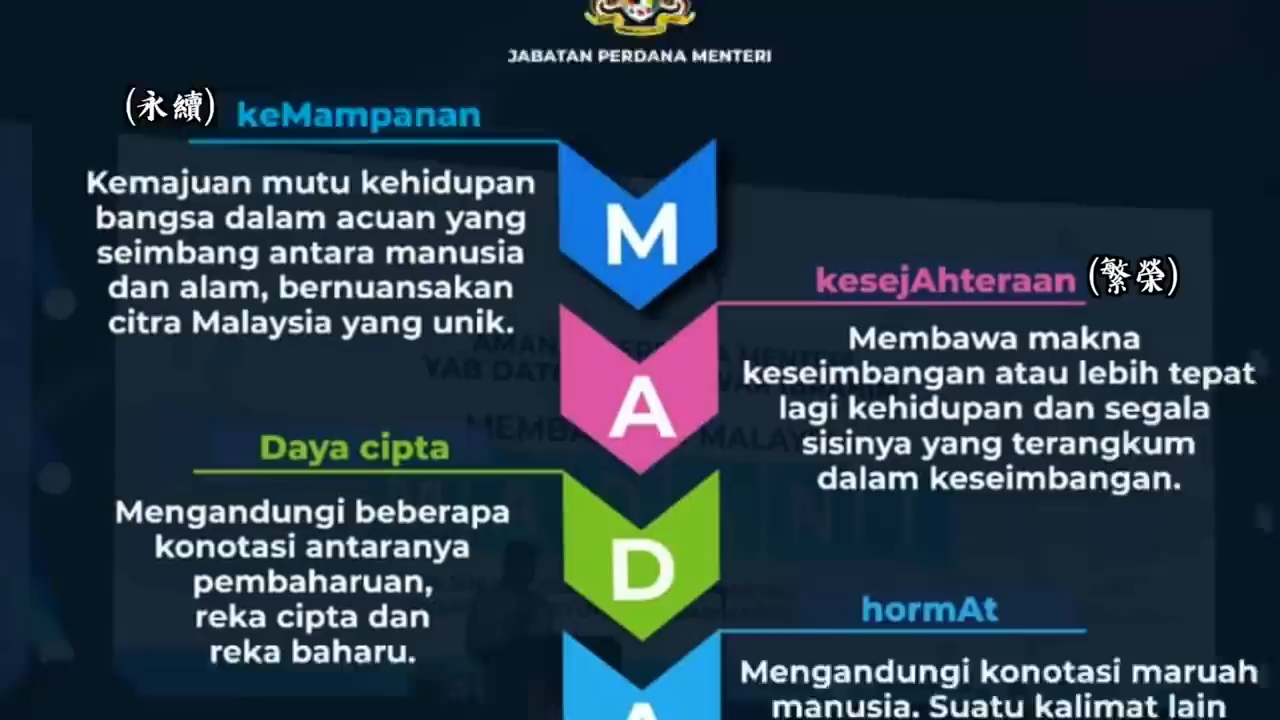 JABATAN PERDANA MENTERI
(永續) keMampanan
Kemajuan mutu kehidupan
bangsa dalam acuan yang
seimbang antara manusia
dan alam, bernuansakan
citra Malaysia yang unik.
M
kesejAhteraan (繁榮)
Membawa makna
keseimbangan atau lebih tepat
lagi kehidupan dan segala
sisinya yang terangkum
dalam keseimbangan.
A
Daya cipta
Mengandungi beberapa
konotasi antaranya
pembaharuan,
reka cipta dan
reka baharu.
D
hormAt
Mengandungi konotasi maruah
manusia. Suatu kalimat lain
A